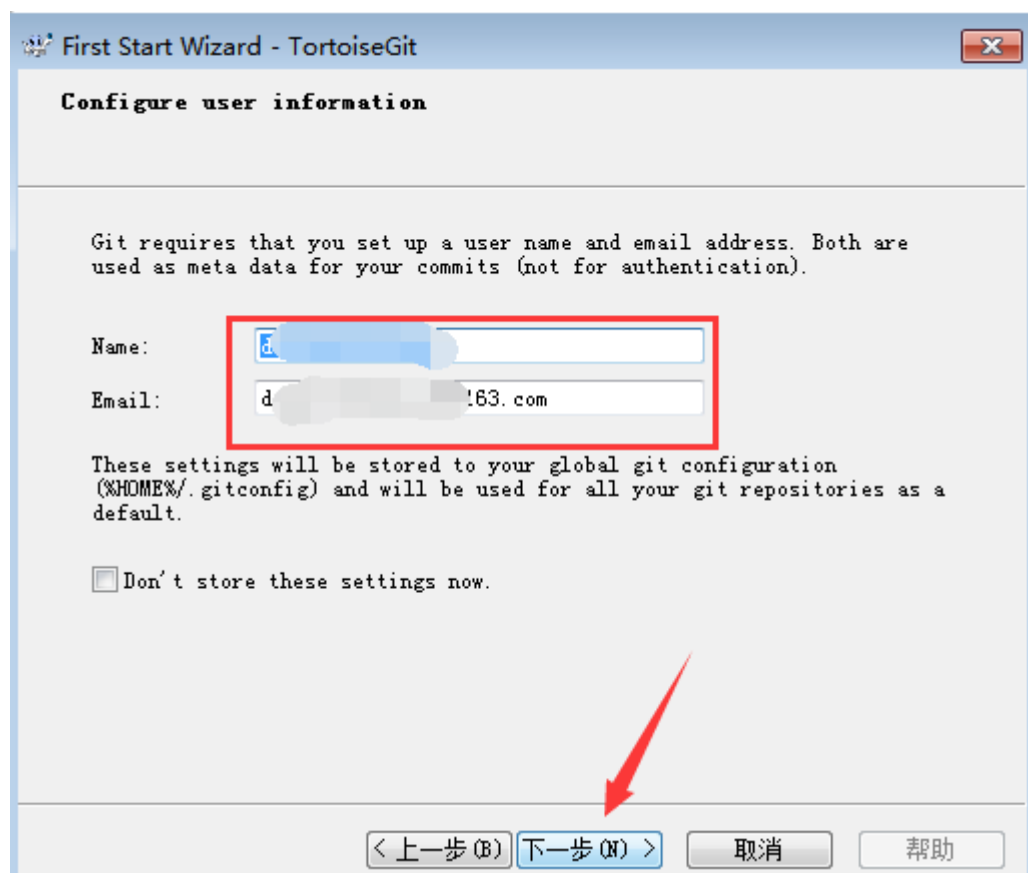 First Start Wizard - TortoiseGit
Configure user information
Git requires that you set up a user name and email address. Both are
used as meta data for your commits (not for authentication).
Name:
Email: 163.com
These settings will be stored to your global git configuration
(%HOME%/.gitconfig) and will be used for all your git repositories as a
default.
Don't store these settings now.
< 上一步(B) 下一步(N) > 取消 帮助